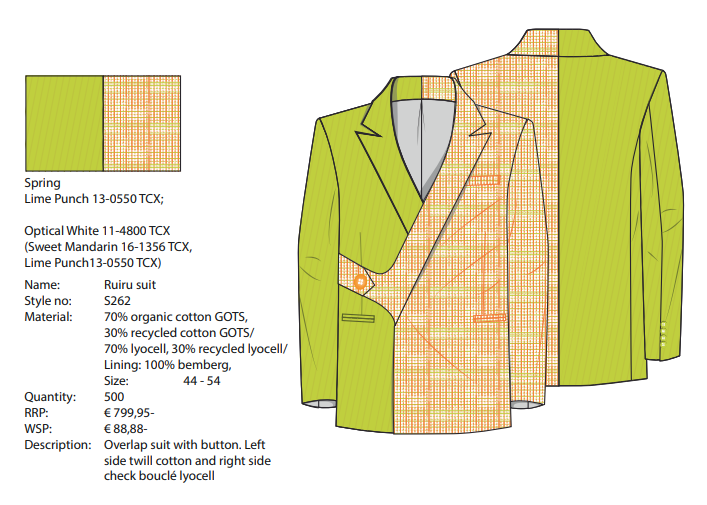 Spring
Lime Punch 13-0550 TCX;
Optical White 11-4800 TCX
(Sweet Mandarin 16-1356 TCX,
Lime Punch13-0550 TCX)
Name: Ruiru suit
Style no: S262
Material: 70% organic cotton GOTS,
30% recycled cotton GOTS/
70% lyocell, 30% recycled lyocell/
Lining: 100% bemberg,
Size: 44 - 54
Quantity: 500
RRP: € 799,95-
WSP: € 88,88-
Description: Overlap suit with button. Left
side twill cotton and right side
check bouclé lyocell